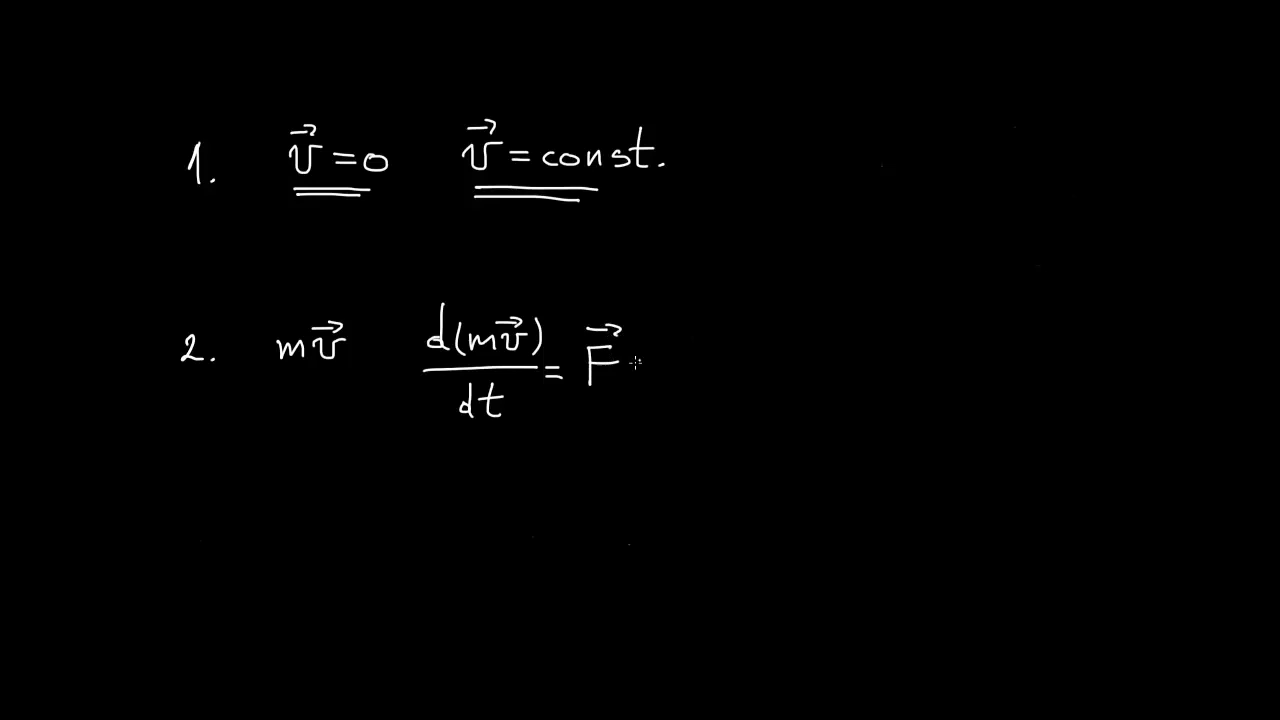 1. v⃗ = 0 v⃗ = const.
2. mv⃗ d(mv⃗)/dt = F⃗